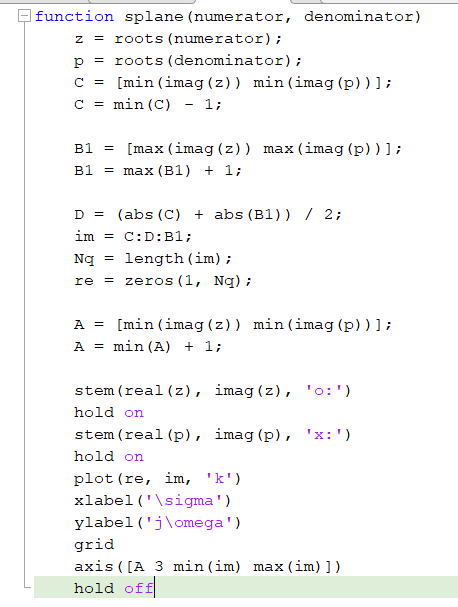 function splane(numerator, denominator)
z = roots(numerator);
p = roots(denominator);
C = [min(imag(z)) min(imag(p))];
C = min(C) - 1;
B1 = [max(imag(z)) max(imag(p))];
B1 = max(B1) + 1;
D = (abs(C) + abs(B1)) / 2;
im = C:D:B1;
Nq = length(im);
re = zeros(1, Nq);
A = [min(imag(z)) min(imag(p))];
A = min(A) + 1;
stem(real(z), imag(z), 'o:')
hold on
stem(real(p), imag(p), 'x:')
hold on
plot(re, im, 'k')
xlabel('\sigma')
ylabel('j\omega')
grid
axis([A 3 min(im) max(im)])
hold off